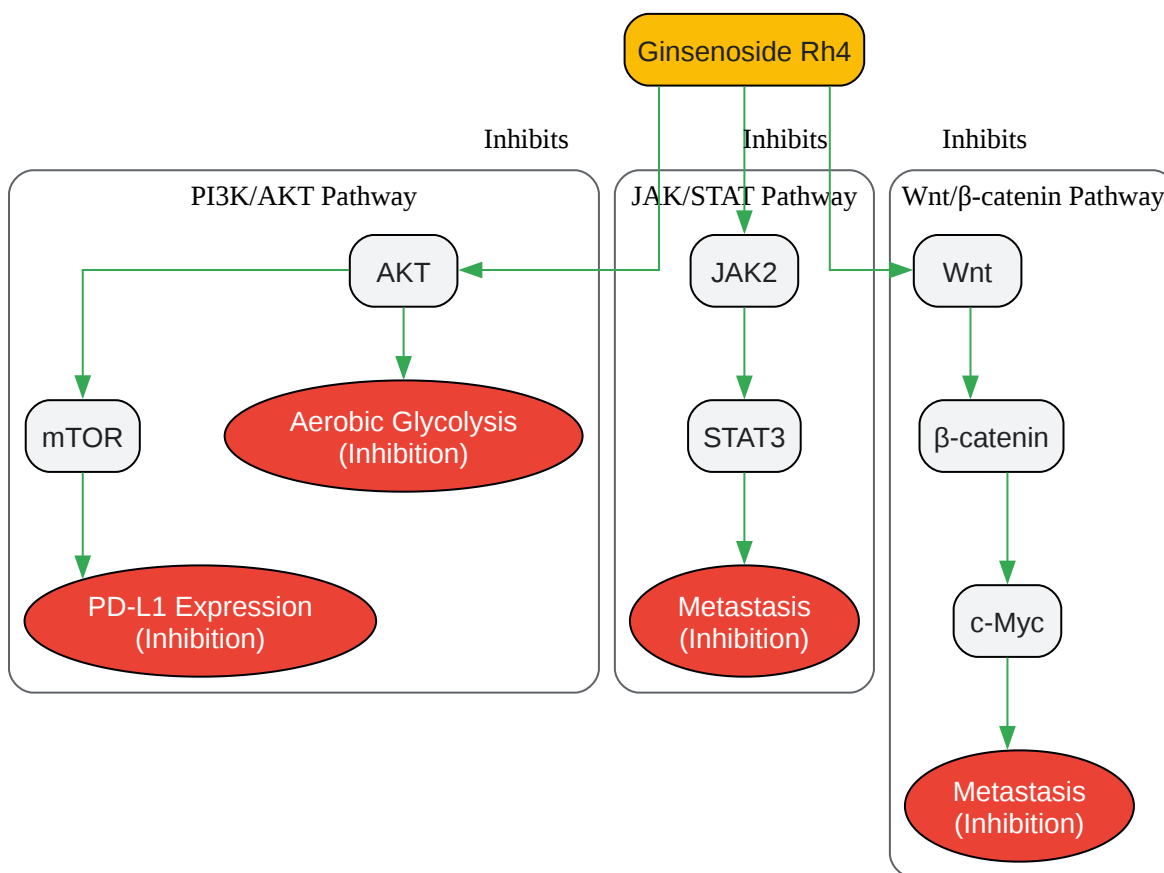 Ginsenoside Rh4
Inhibits
Inhibits
Inhibits
PI3K/AKT Pathway
JAK/STAT Pathway
Wnt/β-catenin Pathway
AKT
JAK2
Wnt
mTOR
Aerobic Glycolysis
(Inhibition)
STAT3
β-catenin
PD-L1 Expression
(Inhibition)
Metastasis
(Inhibition)
c-Myc
Metastasis
(Inhibition)